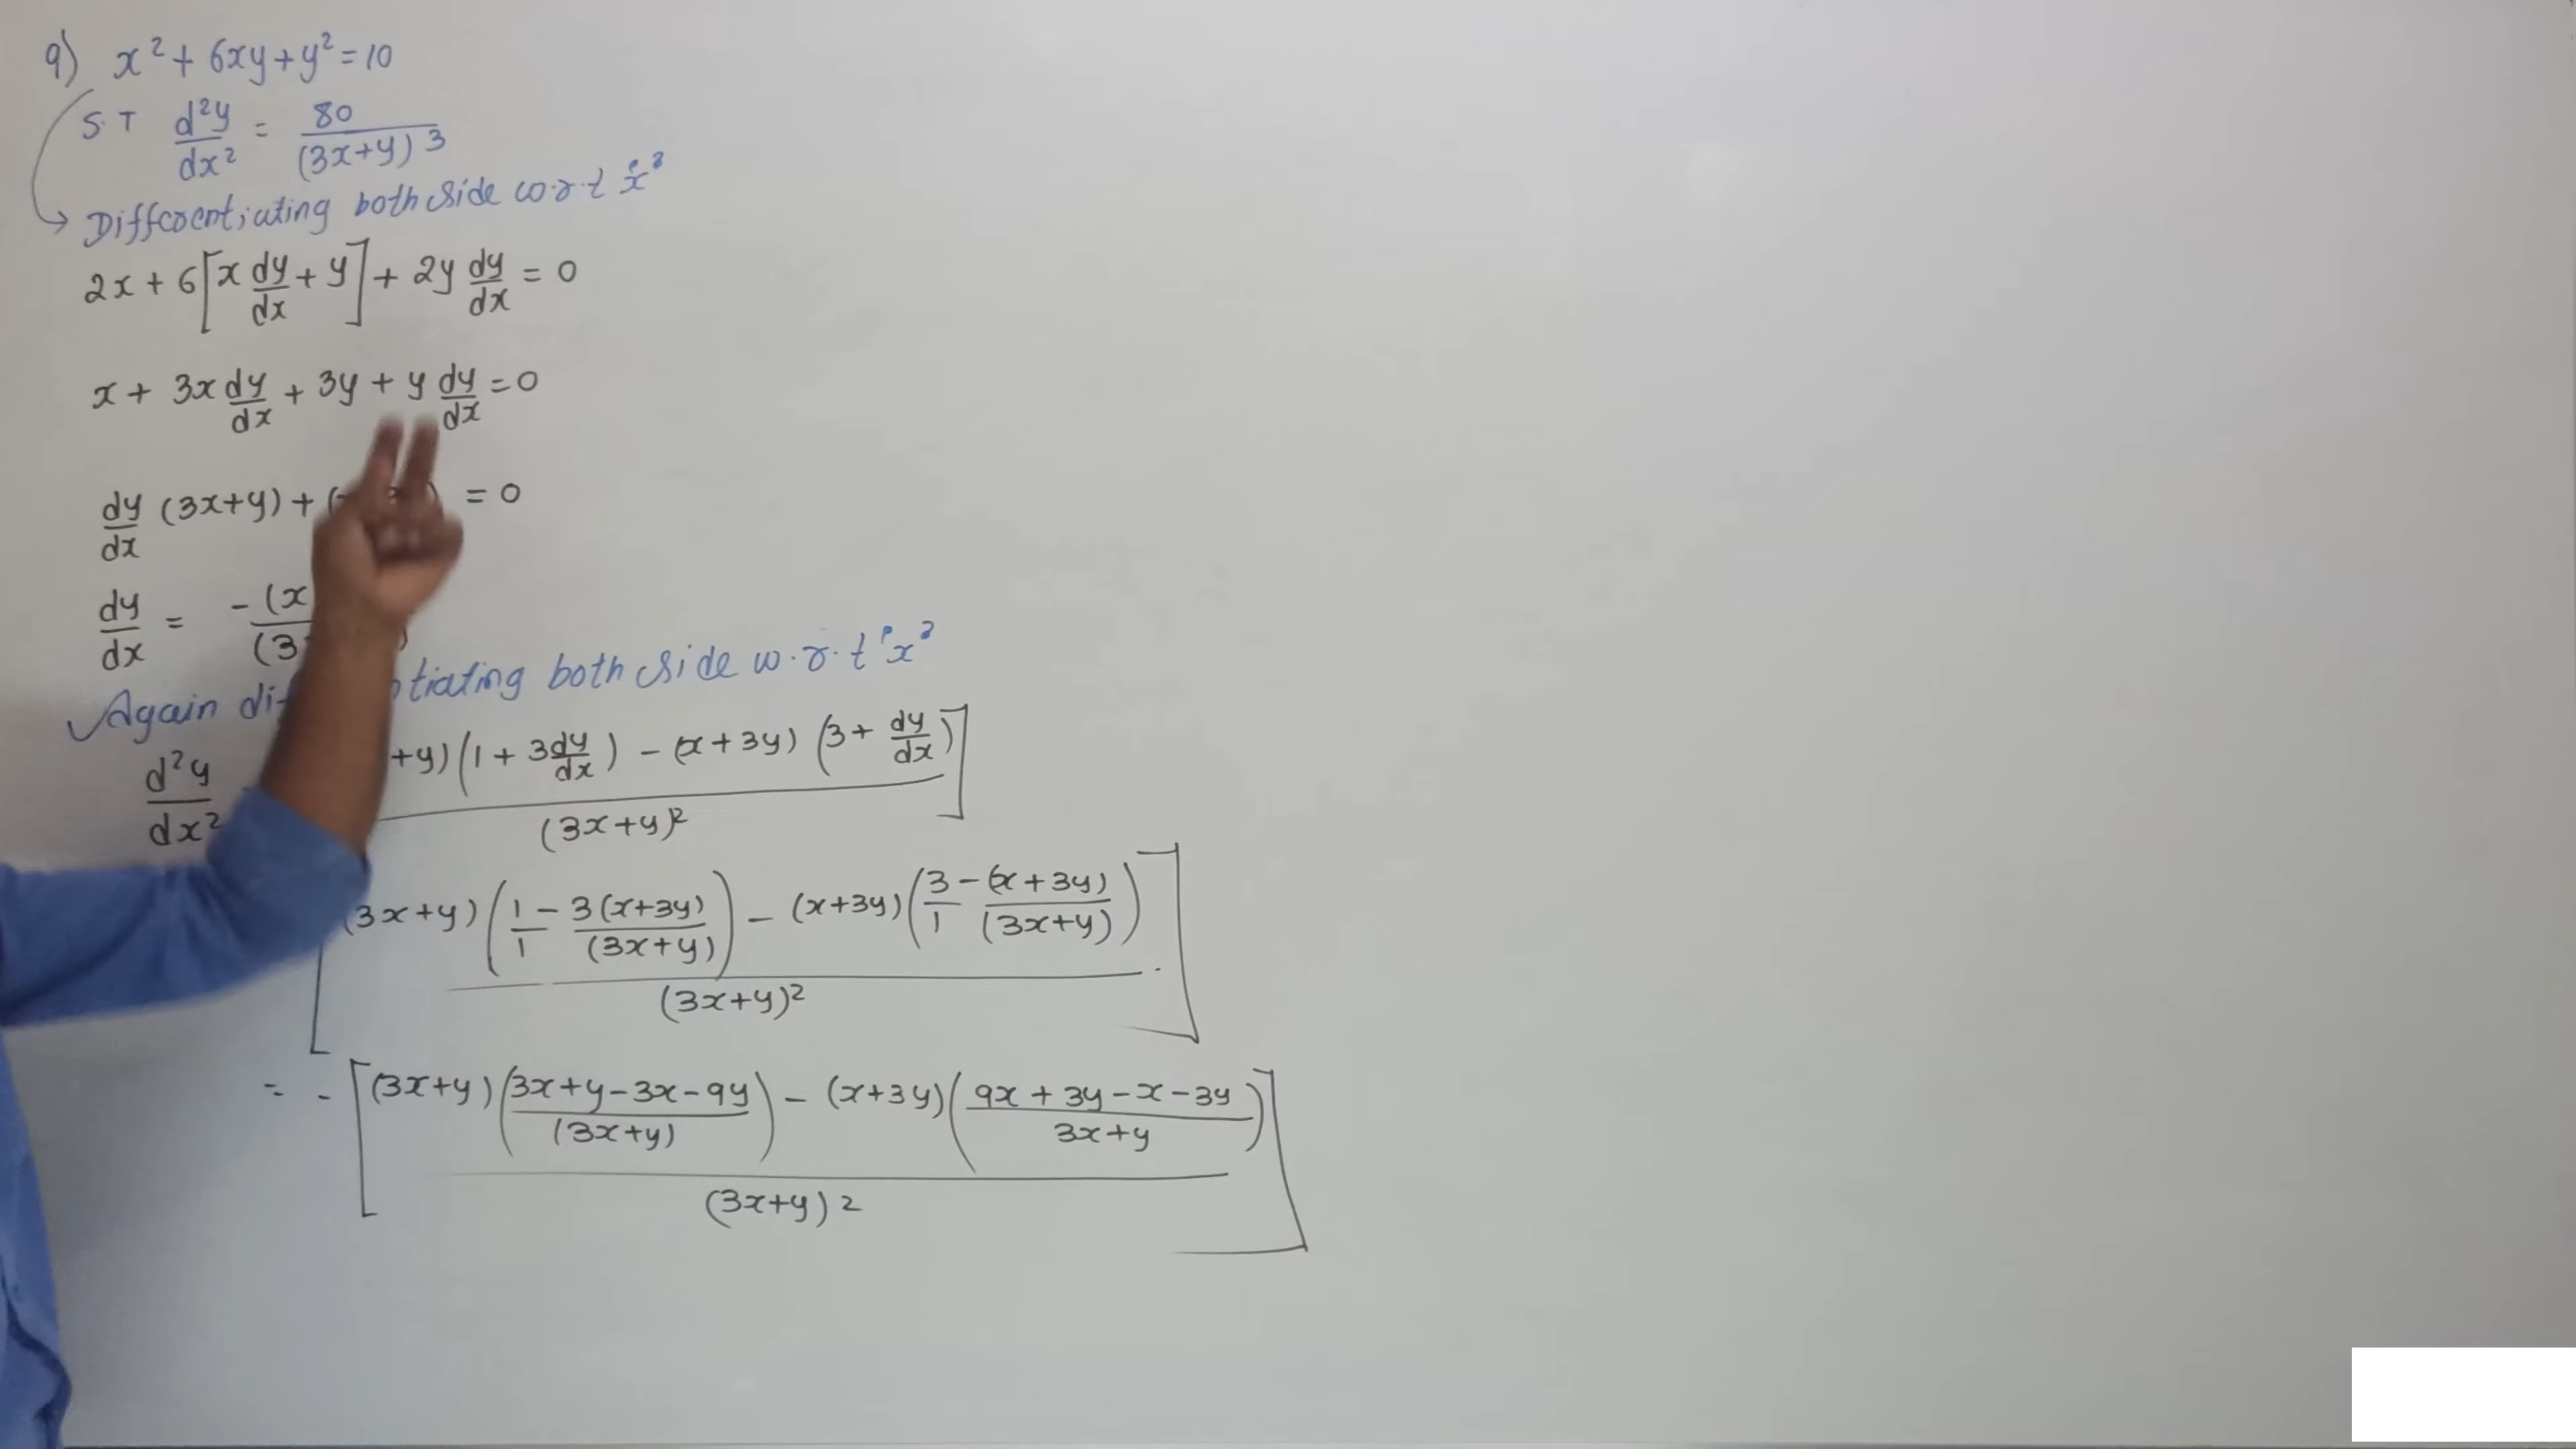 9) x² + 6xy + y² = 10
S.T d²y/dx² = 80/(3x+y)³
→ Differentiating both side w.r.t 'x'
2x + 6[x dy/dx + y] + 2y dy/dx = 0
x + 3x dy/dx + 3y + y dy/dx = 0
dy/dx (3x+y) + ( = 0
dy/dx = -(x / (3
Again both side w.r.t 'x'
d²y/dx² +y)(1 + 3dy/dx) - (x+3y)(3 + dy/dx)] / (3x+y)²
[(3x+y)(1/1 - 3(x+3y)/(3x+y)) - (x+3y)(3/1 - (x+3y)/(3x+y)) / (3x+y)²]
= - [(3x+y)((3x+y-3x-9y)/(3x+y)) - (x+3y)((9x+3y-x-3y)/(3x+y)) / (3x+y)²]